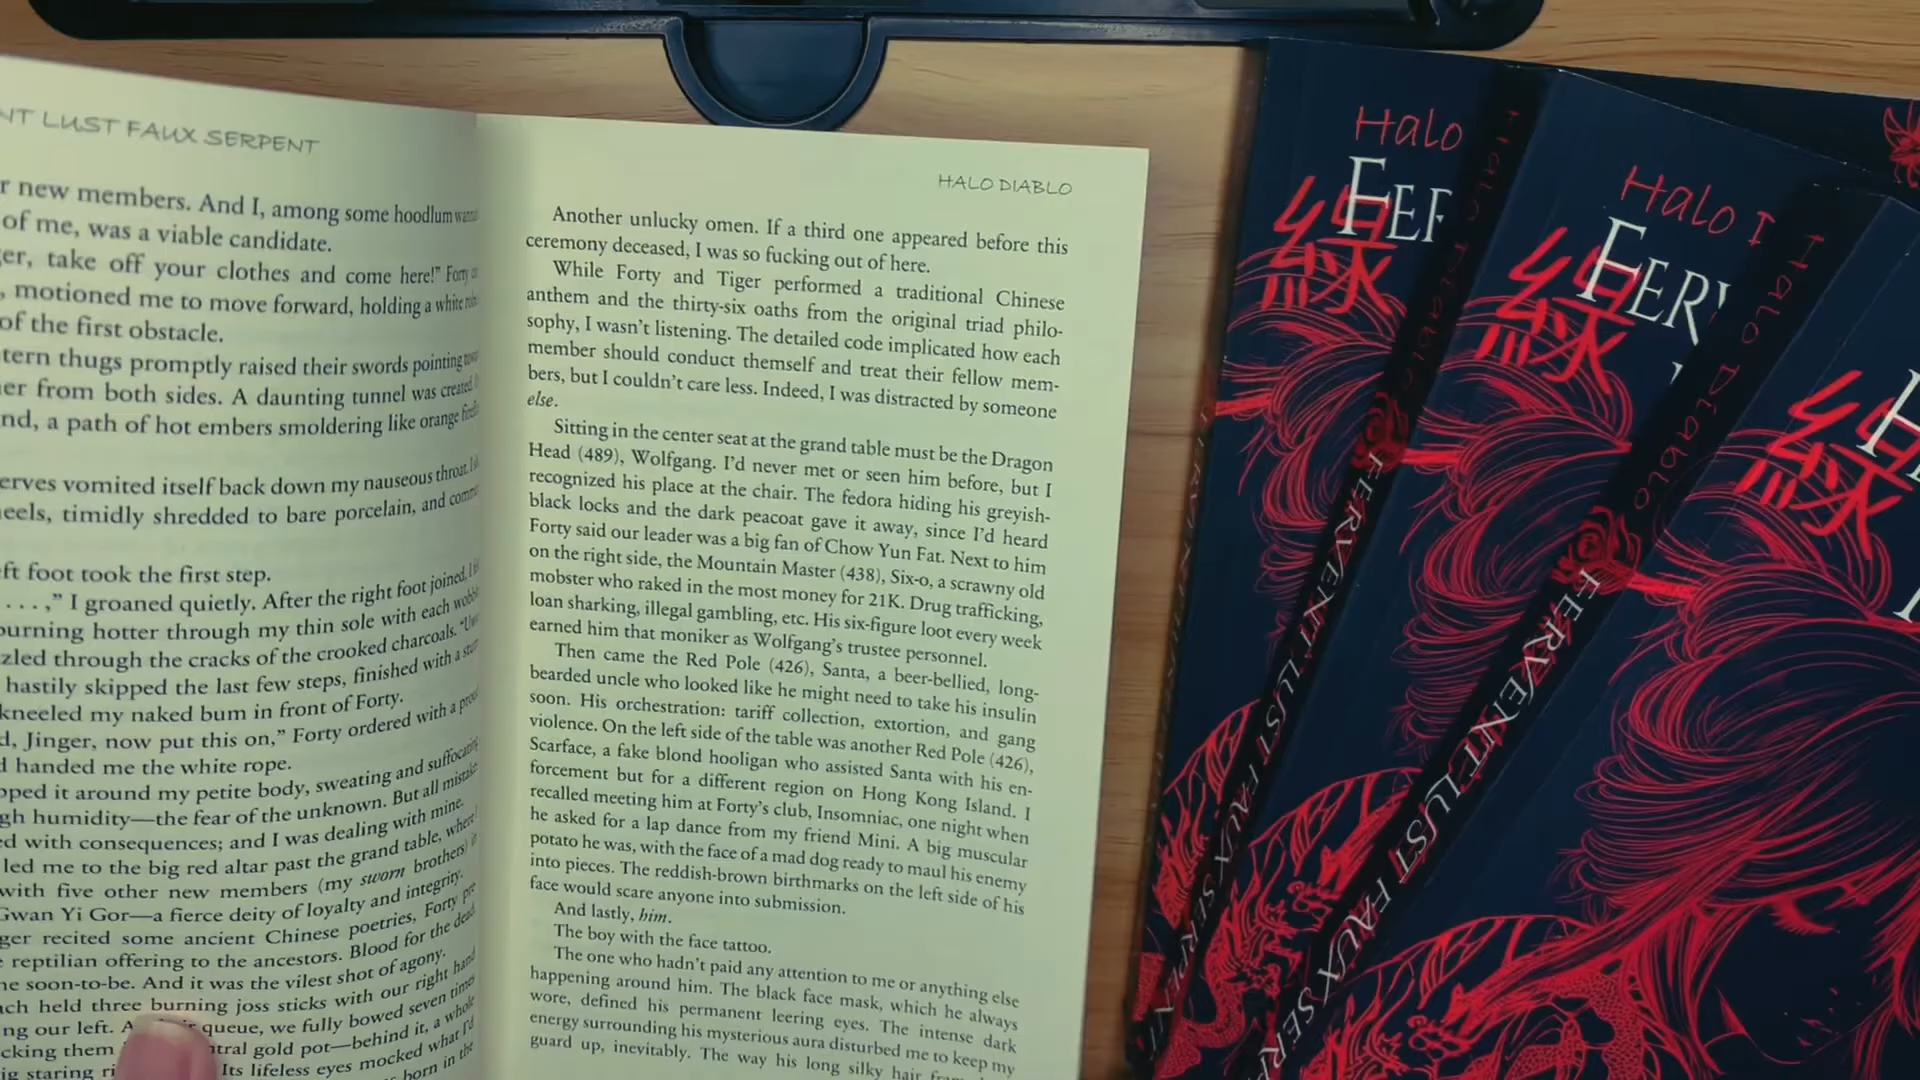 NT LUST FAUX SERPENT
r new members. And I, among some hoodlum
of me, was a viable candidate.
er, take off your clothes and come here!" Forty
, motioned me to move forward, holding a white
of the first obstacle.
tern thugs promptly raised their swords pointing
er from both sides. A daunting tunnel was created.
nd, a path of hot embers smoldering like orange
erves vomited itself back down my nauseous throat.
eels, timidly shredded to bare porcelain, and
ft foot took the first step.
. . . ," I groaned quietly. After the right foot joined,
burning hotter through my thin sole with each
zled through the cracks of the crooked charcoals.
hastily skipped the last few steps, finished with a
kneeled my naked bum in front of Forty.
d, Jinger, now put this on," Forty ordered with a
d handed me the white rope.
pped it around my petite body, sweating and
gh humidity—the fear of the unknown. But all
ed with consequences; and I was dealing with mine.
led me to the big red altar past the grand table, where
with five other new members (my sworn brothers)
Gwan Yi Gor—a fierce deity of loyalty and integrity.
ger recited some ancient Chinese poetries, Forty
e reptilian offering to the ancestors. Blood for the dead
he soon-to-be. And it was the vilest shot of agony.
ach held three burning joss sticks with our right hand
ng our left. queue, we fully bowed seven times
cking them tral gold pot—behind it, a whole
ig staring Its lifeless eyes mocked what I'd
born in the
HALO DIABLO
Another unlucky omen. If a third one appeared before this
ceremony deceased, I was so fucking out of here.
While Forty and Tiger performed a traditional Chinese
anthem and the thirty-six oaths from the original triad philo-
sophy, I wasn't listening. The detailed code implicated how each
member should conduct themself and treat their fellow mem-
bers, but I couldn't care less. Indeed, I was distracted by someone
else.
Sitting in the center seat at the grand table must be the Dragon
Head (489), Wolfgang. I'd never met or seen him before, but I
recognized his place at the chair. The fedora hiding his greyish-
black locks and the dark peacoat gave it away, since I'd heard
Forty said our leader was a big fan of Chow Yun Fat. Next to him
on the right side, the Mountain Master (438), Six-o, a scrawny old
mobster who raked in the most money for 21K. Drug trafficking,
loan sharking, illegal gambling, etc. His six-figure loot every week
earned him that moniker as Wolfgang's trustee personnel.
Then came the Red Pole (426), Santa, a beer-bellied, long-
bearded uncle who looked like he might need to take his insulin
soon. His orchestration: tariff collection, extortion, and gang
violence. On the left side of the table was another Red Pole (426),
Scarface, a fake blond hooligan who assisted Santa with his en-
forcement but for a different region on Hong Kong Island. I
recalled meeting him at Forty's club, Insomniac, one night when
he asked for a lap dance from my friend Mini. A big muscular
potato he was, with the face of a mad dog ready to maul his enemy
into pieces. The reddish-brown birthmarks on the left side of his
face would scare anyone into submission.
And lastly, him.
The boy with the face tattoo.
The one who hadn't paid any attention to me or anything else
happening around him. The black face mask, which he always
wore, defined his permanent leering eyes. The intense dark
energy surrounding his mysterious aura disturbed me to keep my
guard up, inevitably. The way his long silky hair
Halo
FER
緣
Halo Diablo
FERVENT LUST FAUX SERPENT
Halo
FERV
緣
Halo Diablo
FERVENT LUST FAUX SERP
緣